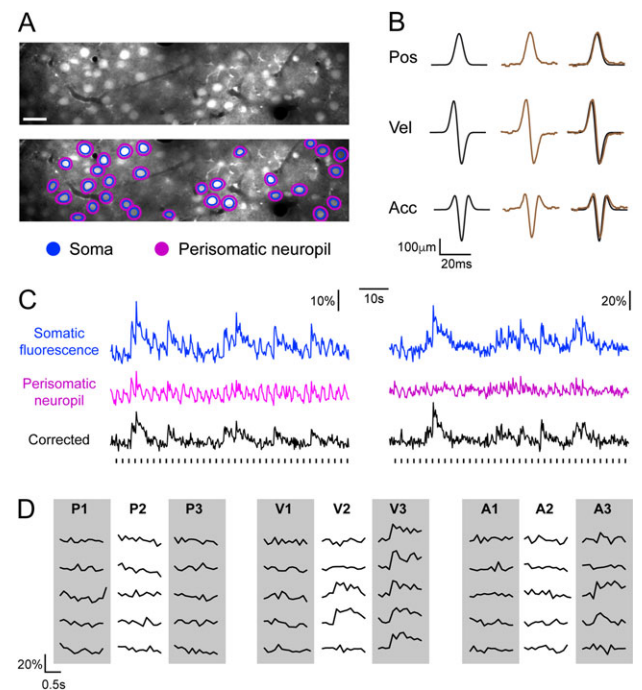 A
Soma
Perisomatic neuropil
B
Pos
Vel
Acc
100μm
20ms
C
10%
10s
20%
Somatic
fluorescence
Perisomatic
neuropil
Corrected
D
P1 P2 P3 V1 V2 V3 A1 A2 A3
20%
0.5s